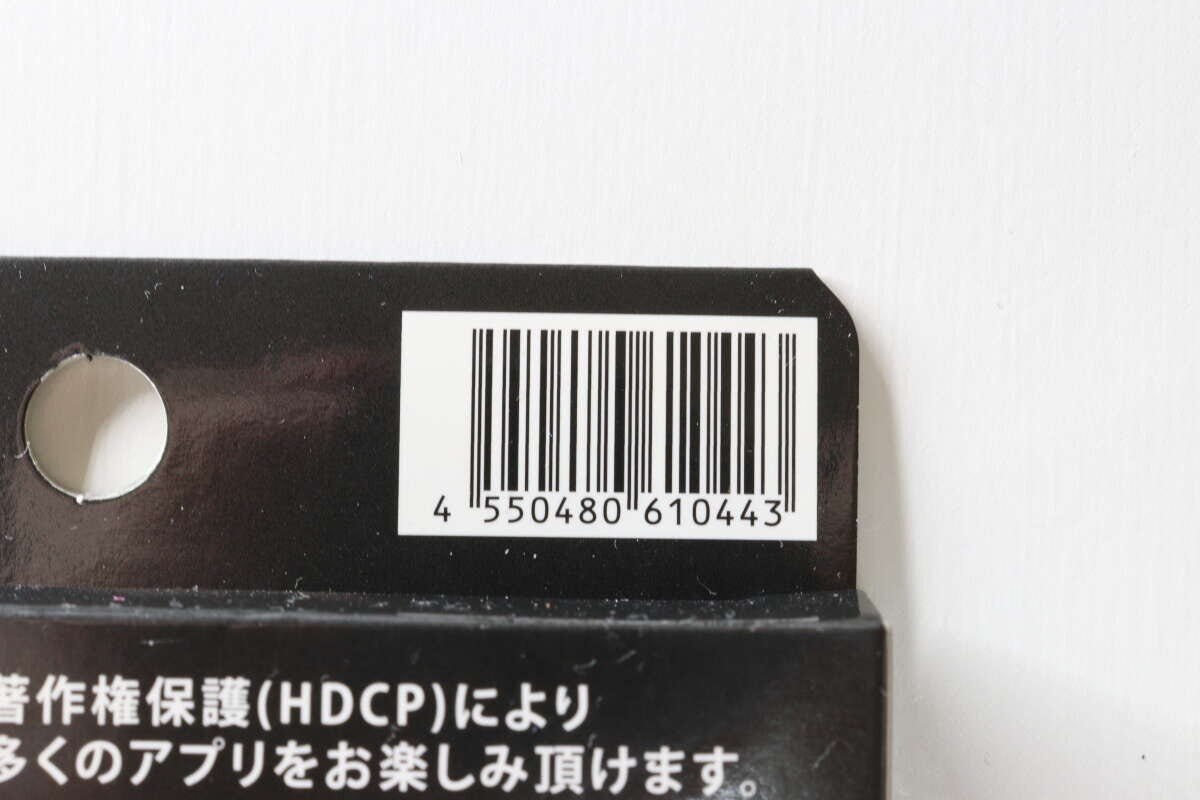 4 550480 610443
著作権保護(HDCP)により
多くのアプリをお楽しみ頂けます。